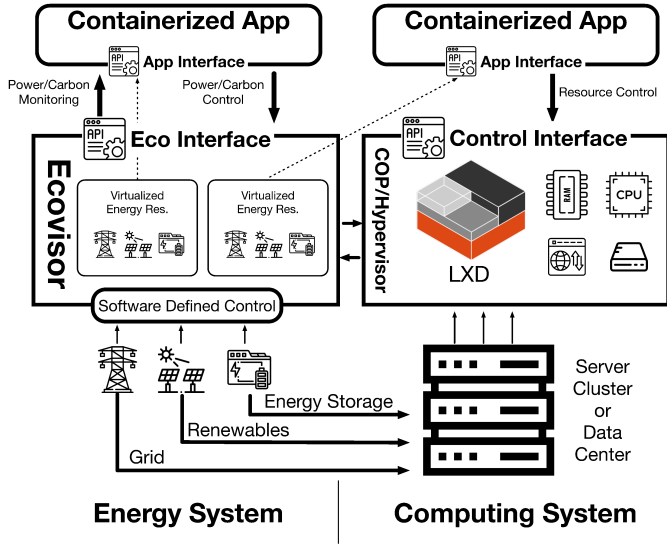 Containerized App
API
App Interface
Power/Carbon
Monitoring
Power/Carbon
Control
API
Eco Interface
Ecovisor
Virtualized
Energy Res.
Virtualized
Energy Res.
Software Defined Control
Containerized App
API
App Interface
Resource Control
API
Control Interface
COP/Hypervisor
LXD
RAM
CPU
Energy Storage
Renewables
Grid
Server
Cluster
or
Data
Center
Energy System
Computing System